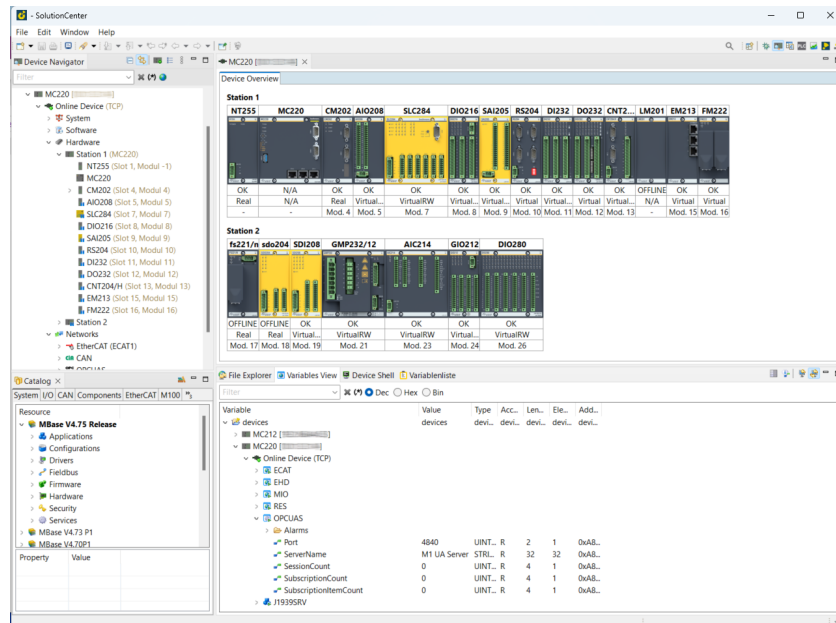 - SolutionCenter
File Edit Window Help
Device Navigator
Filter
MC220 [
Online Device (TCP)
System
Software
Hardware
Station 1 (MC220)
NT255 (Slot 1, Modul -1)
MC220
CM202 (Slot 4, Modul 4)
AIO208 (Slot 5, Modul 5)
SLC284 (Slot 7, Modul 7)
DIO216 (Slot 8, Modul 8)
SAI205 (Slot 9, Modul 9)
RS204 (Slot 10, Modul 10)
DI232 (Slot 11, Modul 11)
DO232 (Slot 12, Modul 12)
CNT204/H (Slot 13, Modul 13)
EM213 (Slot 15, Modul 15)
FM222 (Slot 16, Modul 16)
Station 2
Networks
EtherCAT (ECAT1)
CAN
OPCUAS
MC220 [ ]
Device Overview
Station 1
NT255 MC220 CM202 AIO208 SLC284 DIO216 SAI205 RS204 DI232 DO232 CNT2... LM201 EM213 FM222
OK N/A OK OK OK OK OK OK OK OK OK OFFLINE OK OK
Real N/A Real Virtual... VirtualRW Virtual... Virtual... Virtual Virtual... Virtual... Virtual... N/A Virtual Virtual
- - Mod. 4 Mod. 5 Mod. 7 Mod. 8 Mod. 9 Mod. 10 Mod. 11 Mod. 12 Mod. 13 - Mod. 15 Mod. 16
Station 2
fs221/n sdo204 SDI208 GMP232/12 AIC214 GIO212 DIO280
OFFLINE OFFLINE OK OK OK OK OK
Real Real Virtual... VirtualRW VirtualRW Virtual... VirtualRW
Mod. 17 Mod. 18 Mod. 19 Mod. 21 Mod. 23 Mod. 24 Mod. 26
Catalog
System I/O CAN Components EtherCAT M100
Resource
MBase V4.75 Release
Applications
Configurations
Drivers
Fieldbus
Firmware
Hardware
Security
Services
MBase V4.73 P1
MBase V4.70P1
Property Value
File Explorer Variables View Device Shell Variablenliste
Filter Dec Hex Bin
Variable Value Type Acc... Len... Ele... Add...
devices devices devi... devi... devi... devi... devi...
MC212 [ ]
MC220 [ ]
Online Device (TCP)
ECAT
EHD
MIO
RES
OPCUAS
Alarms
Port 4840 UINT... R 2 1 0xA8...
ServerName M1 UA Server STRI... R 32 32 0xA8...
SessionCount 0 UINT... R 4 1 0xA8...
SubscriptionCount 0 UINT... R 4 1 0xA8...
SubscriptionItemCount 0 UINT... R 4 1 0xA8...
J1939SRV